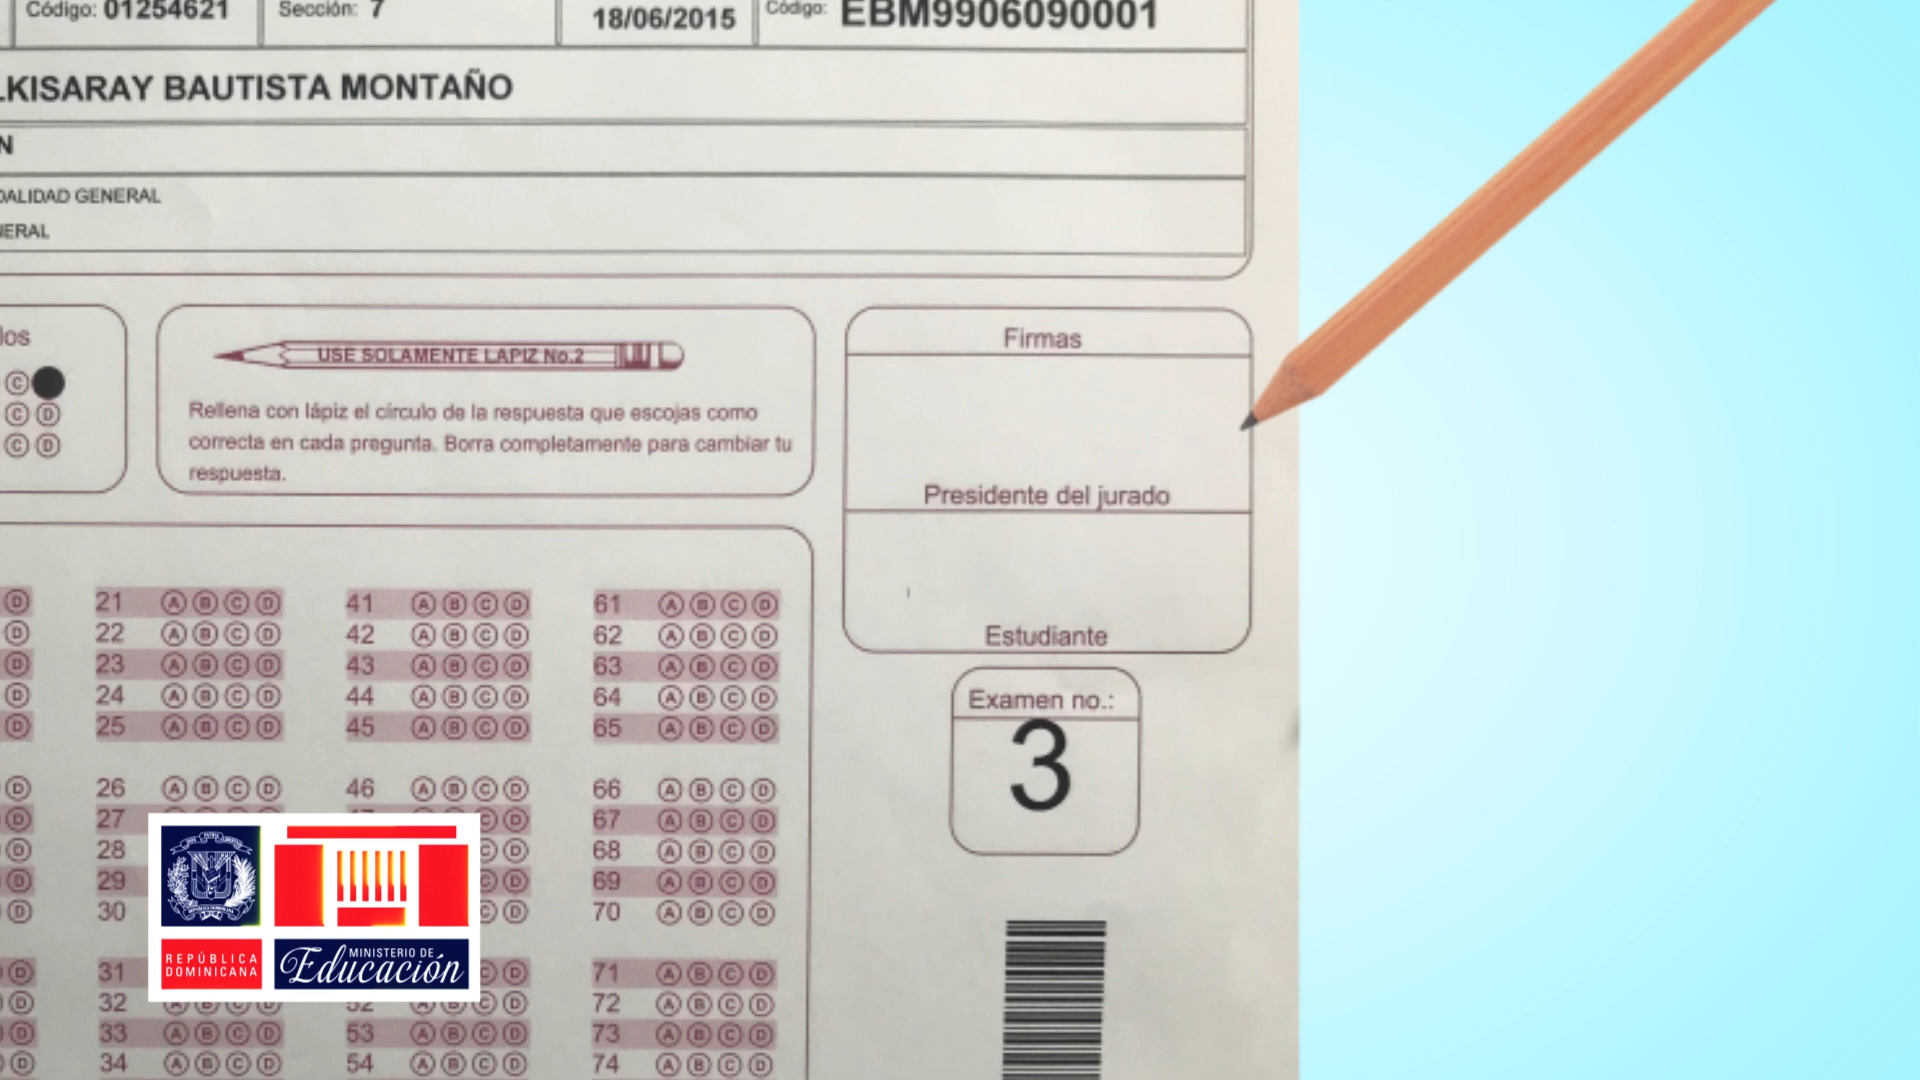 Código: 01254621 Sección: 7 18/06/2015 Código: EBM9906090001
LKISARAY BAUTISTA MONTAÑO
N
DALIDAD GENERAL
NERAL
los
C
C D
C D
USE SOLAMENTE LAPIZ No.2
Rellena con lápiz el círculo de la respuesta que escojas como
correcta en cada pregunta. Borra completamente para cambiar tu
respuesta.
Firmas
Presidente del jurado
Estudiante
Examen no.:
3
D 21 A B C D 41 A B C D 61 A B C D
D 22 A B C D 42 A B C D 62 A B C D
D 23 A B C D 43 A B C D 63 A B C D
D 24 A B C D 44 A B C D 64 A B C D
D 25 A B C D 45 A B C D 65 A B C D
D 26 A B C D 46 A B C D 66 A B C D
D 27 C D 67 A B C D
D 28 C D 68 A B C D
D 29 C D 69 A B C D
D 30 C D 70 A B C D
D 31 C D 71 A B C D
D 32 A B C D 52 A B C D 72 A B C D
D 33 A B C D 53 A B C D 73 A B C D
D 34 A B C D 54 A B C D 74 A B C D
REPÚBLICA
DOMINICANA
MINISTERIO DE
Educación